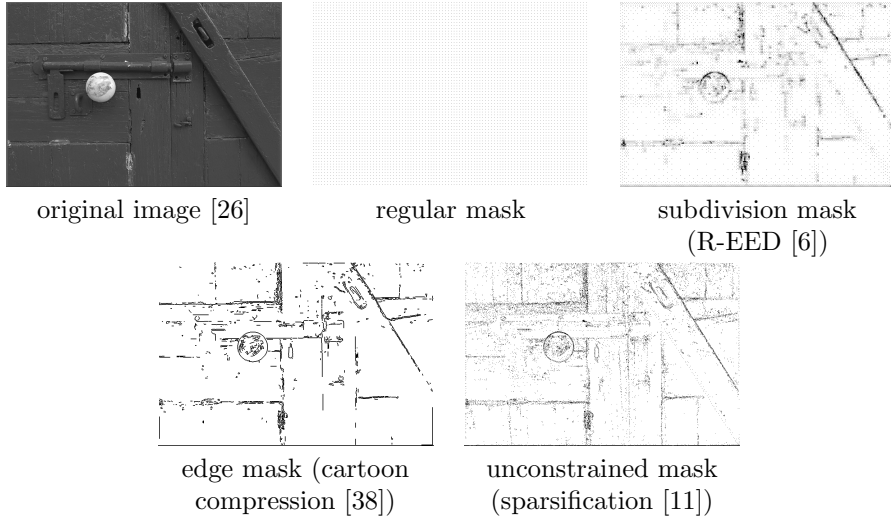 original image [26]
regular mask
subdivision mask
(R-EED [6])
edge mask (cartoon
compression [38])
unconstrained mask
(sparsification [11])